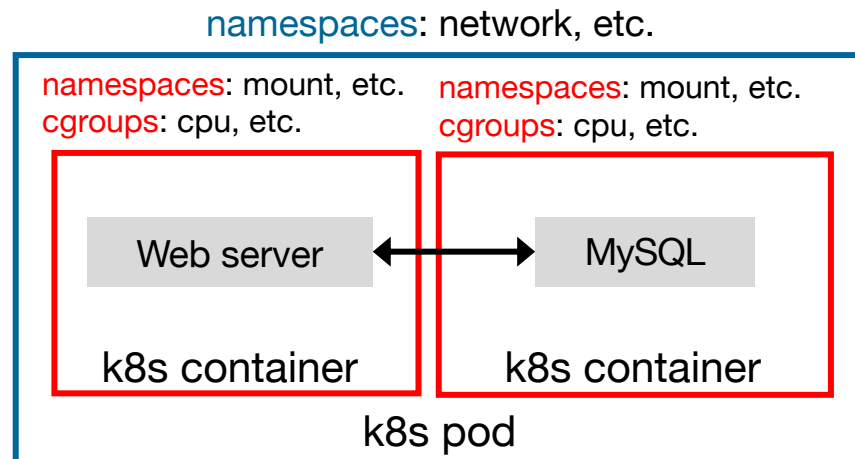 namespaces: network, etc.
namespaces: mount, etc.
cgroups: cpu, etc.
namespaces: mount, etc.
cgroups: cpu, etc.
Web server
MySQL
k8s container
k8s container
k8s pod